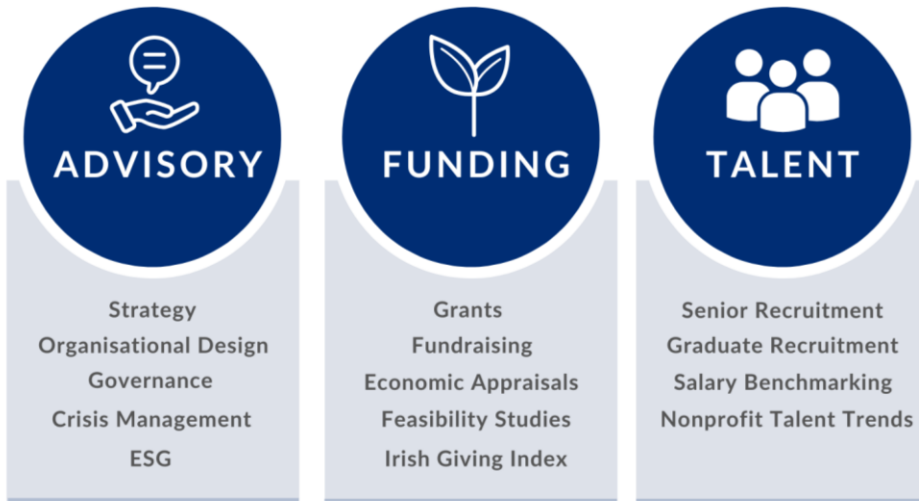 ADVISORY
Strategy
Organisational Design
Governance
Crisis Management
ESG
FUNDING
Grants
Fundraising
Economic Appraisals
Feasibility Studies
Irish Giving Index
TALENT
Senior Recruitment
Graduate Recruitment
Salary Benchmarking
Nonprofit Talent Trends